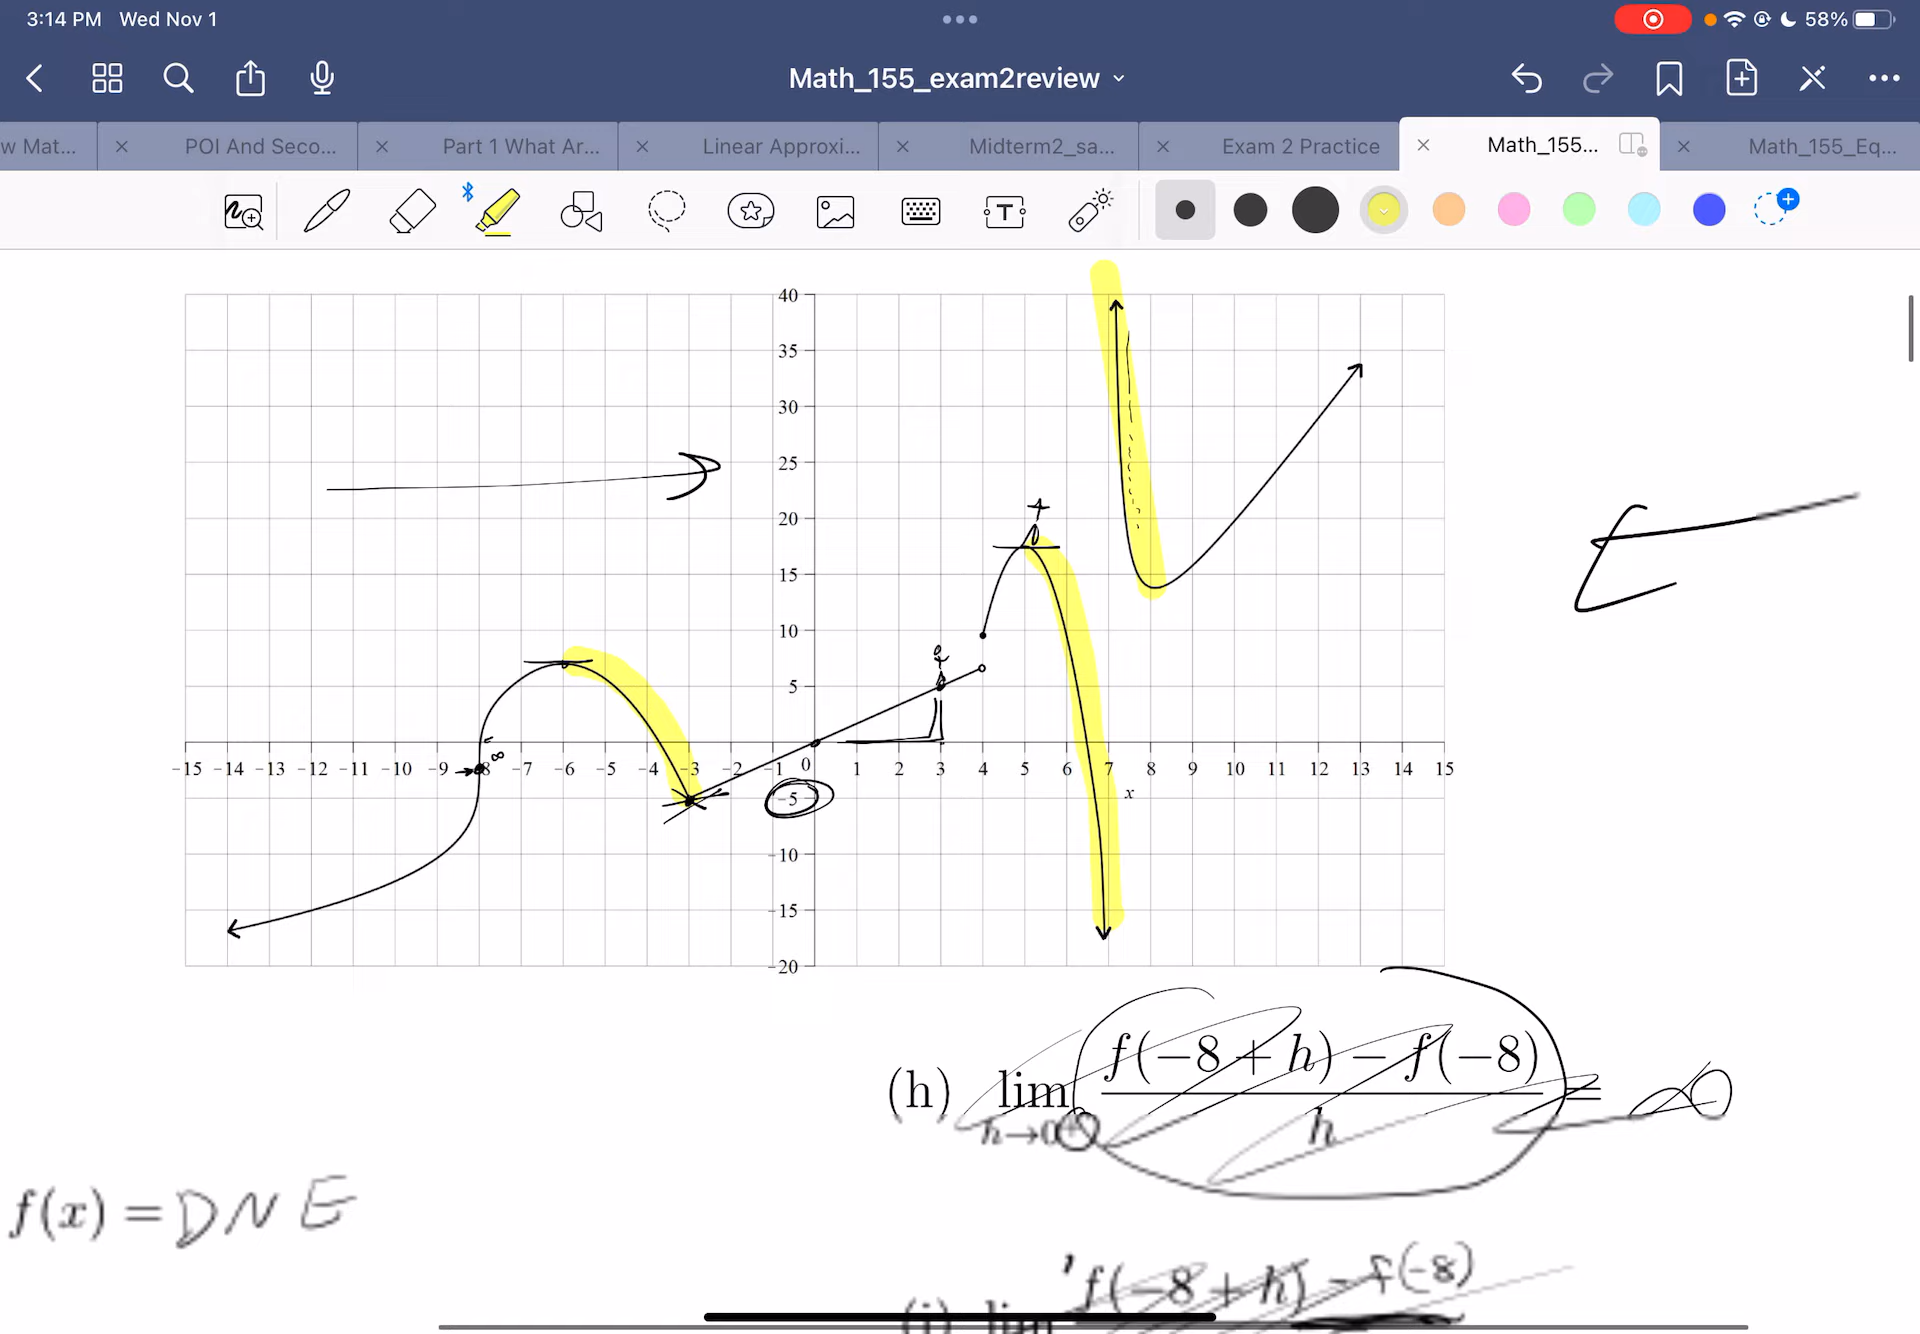 3:14 PM Wed Nov 1
58%
Math_155_exam2review
w Mat...
POI And Seco...
Part 1 What Ar...
Linear Approxi...
Midterm2_sa...
Exam 2 Practice
Math_155...
Math_155_Eq...
T
40
35
30
25
20
15
10
5
-15 -14 -13 -12 -11 -10 -9 -8 -7 -6 -5 -4 -3 -2 -1 0 1 2 3 4 5 6 7 8 9 10 11 12 13 14 15
∞
x
-5
-10
-15
-20
(h) lim h→0 (f(−8 + h) − f(−8))/h = ∞
f(x) = DNE
f(−8 + h) − f(−8)
(i) lim